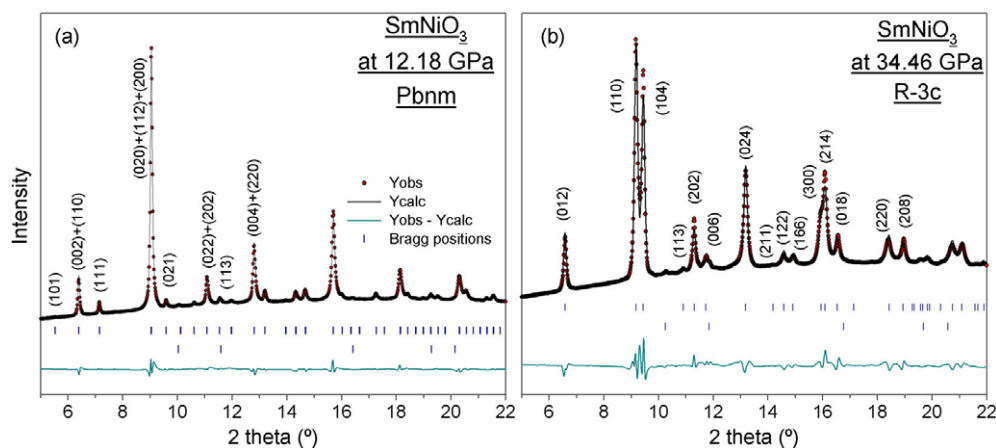 (a)
SmNiO3
at 12.18 GPa
Pbnm
(101)
(002)+(110)
(111)
(020)+(112)+(200)
(021)
(022)+(202)
(113)
(004)+(220)
Yobs
Ycalc
Yobs - Ycalc
Bragg positions
Intensity
6 8 10 12 14 16 18 20 22
2 theta (º)
(b)
SmNiO3
at 34.46 GPa
R-3c
(012)
(110)
(104)
(113)
(202)
(006)
(024)
(211)
(122)
(166)
(300)
(214)
(018)
(220)
(208)
6 8 10 12 14 16 18 20 22
2 theta (º)